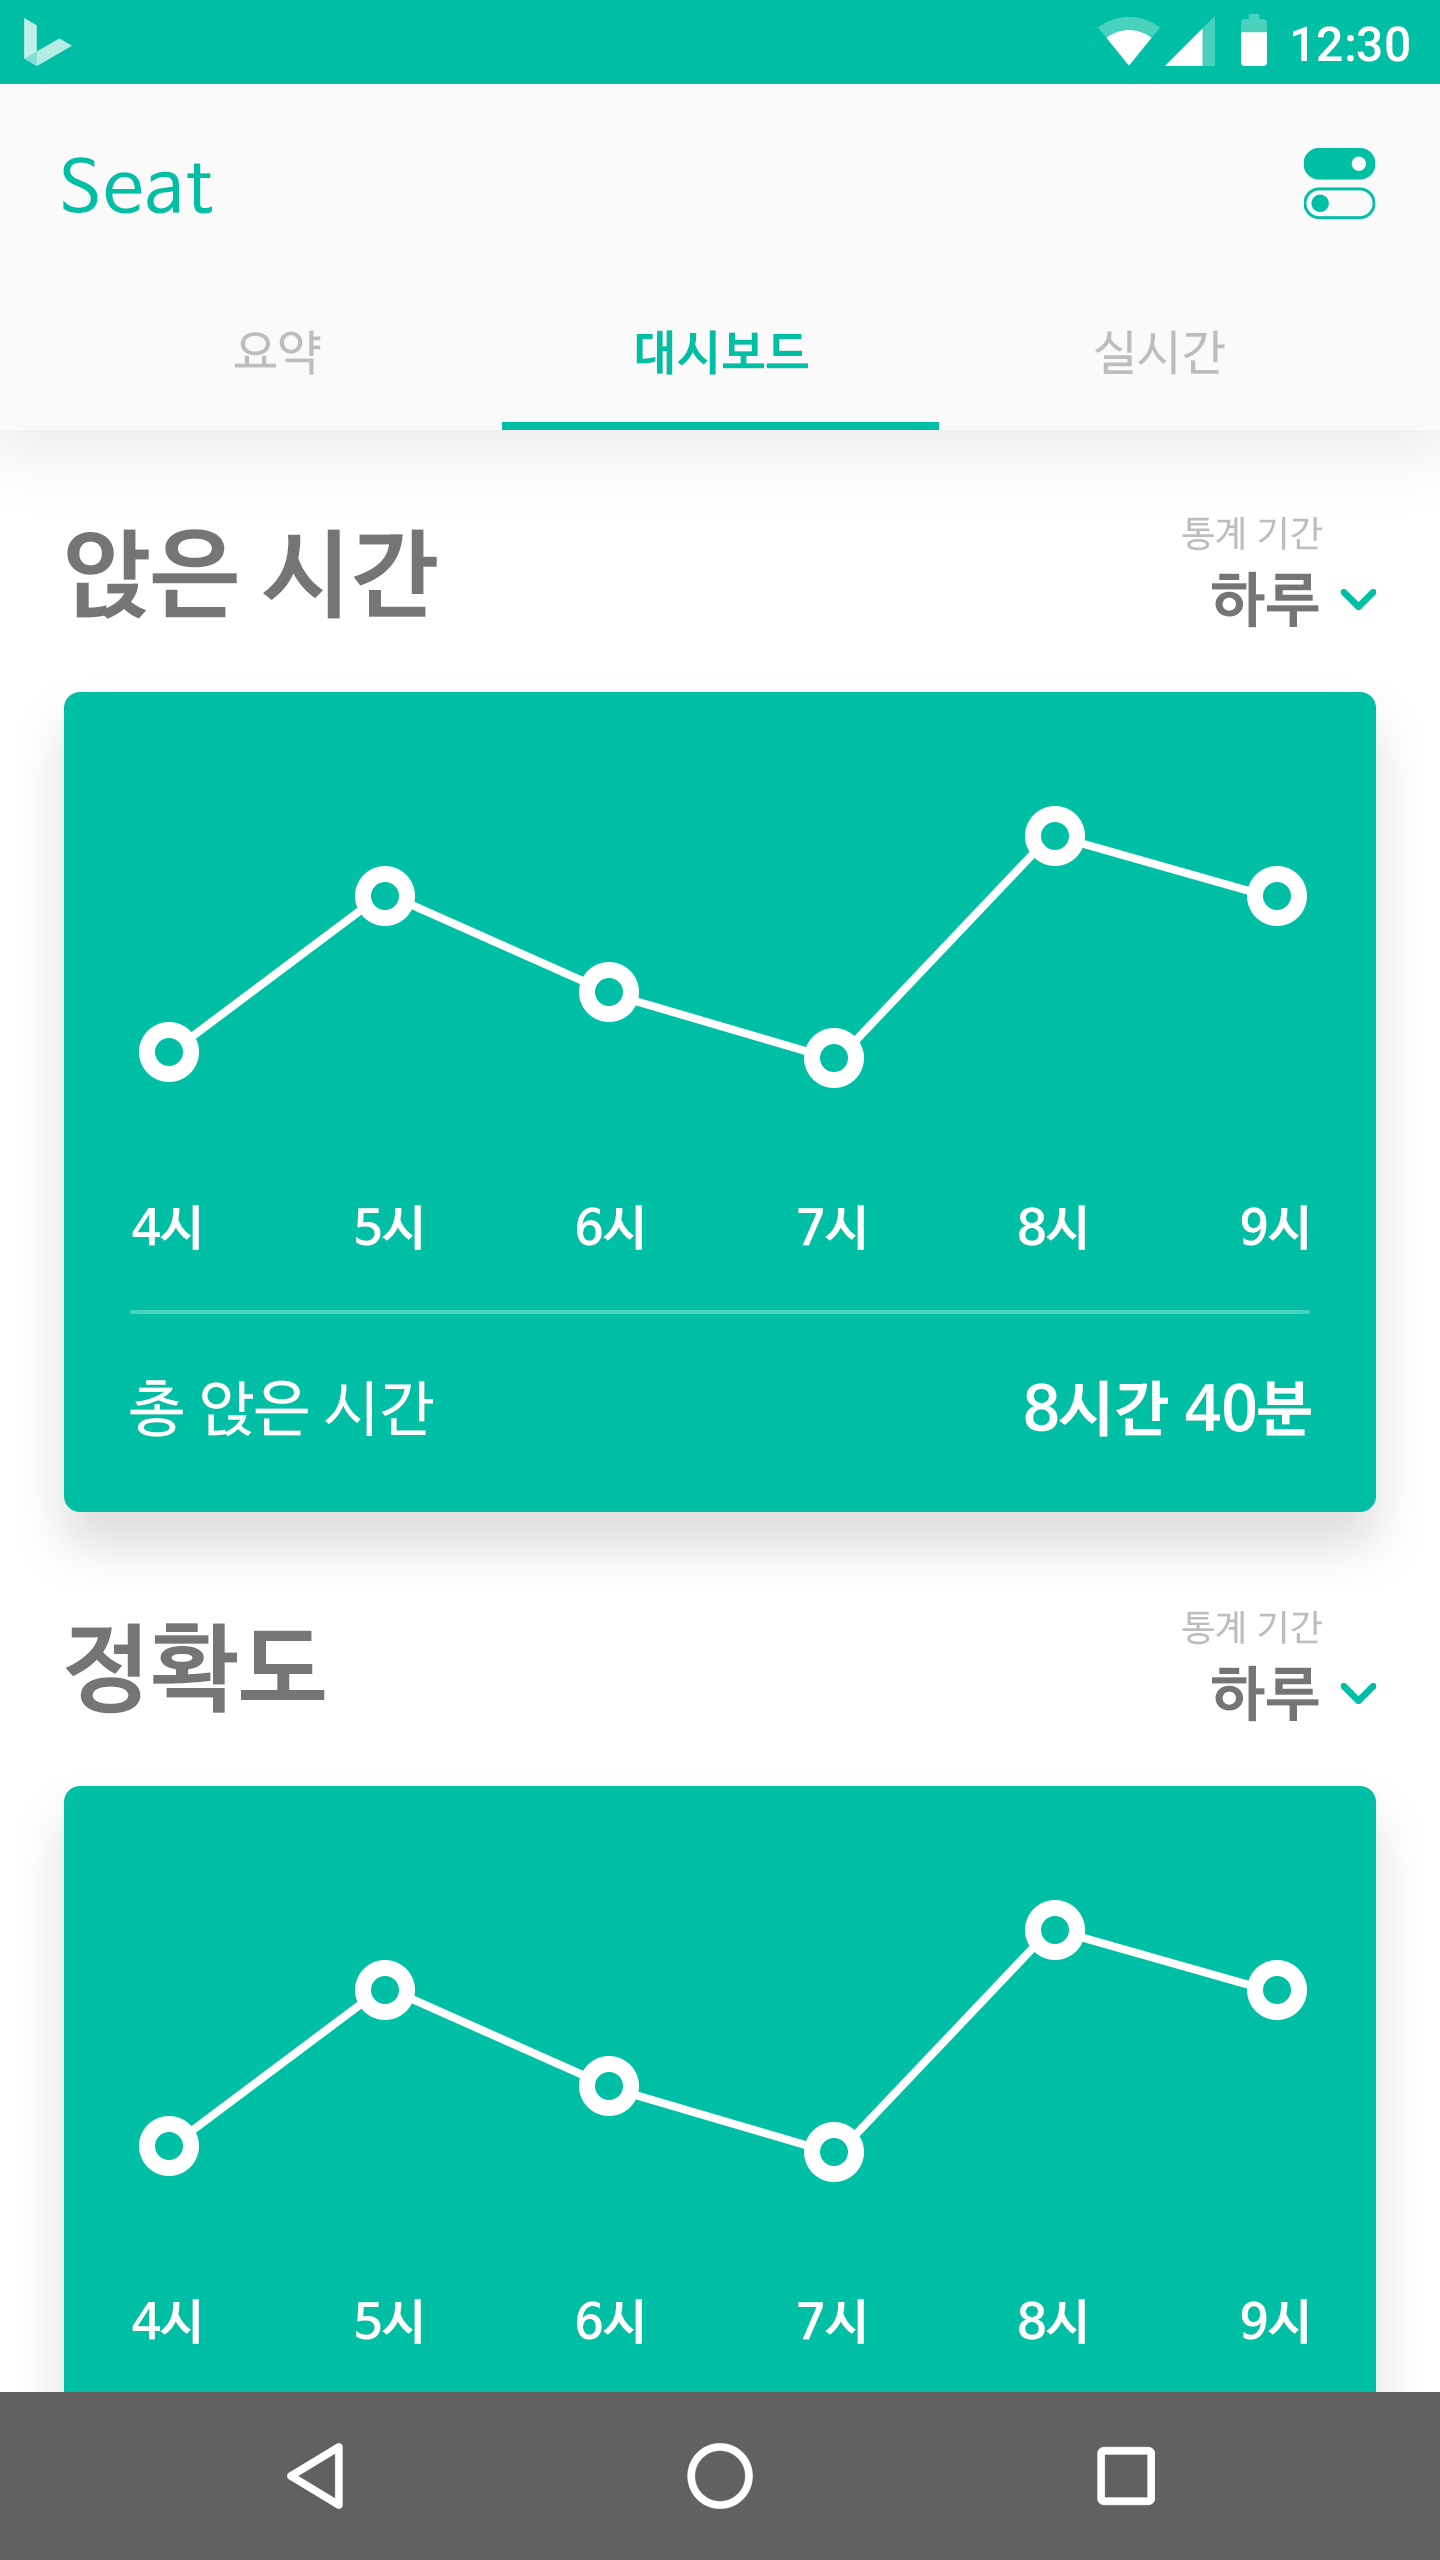 12:30
Seat
요약 대시보드 실시간
앉은 시간
통계 기간
하루
4시 5시 6시 7시 8시 9시
총 앉은 시간 8시간 40분
정확도
통계 기간
하루
4시 5시 6시 7시 8시 9시